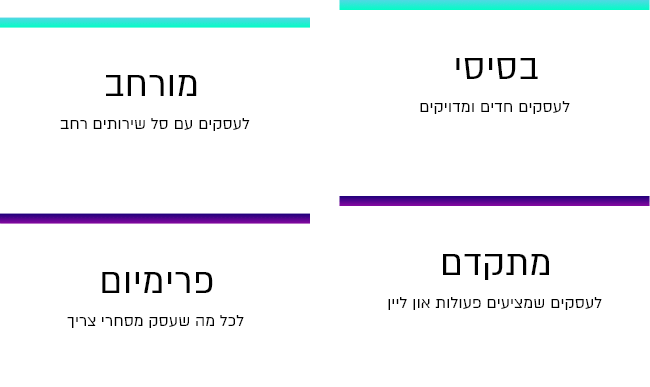 בסיסי
לעסקים חדים ומדויקים
מורחב
לעסקים עם סל שירותים רחב
מתקדם
לעסקים שמציעים פעולות און ליין
פרימיום
לכל מה שעסק מסחרי צריך